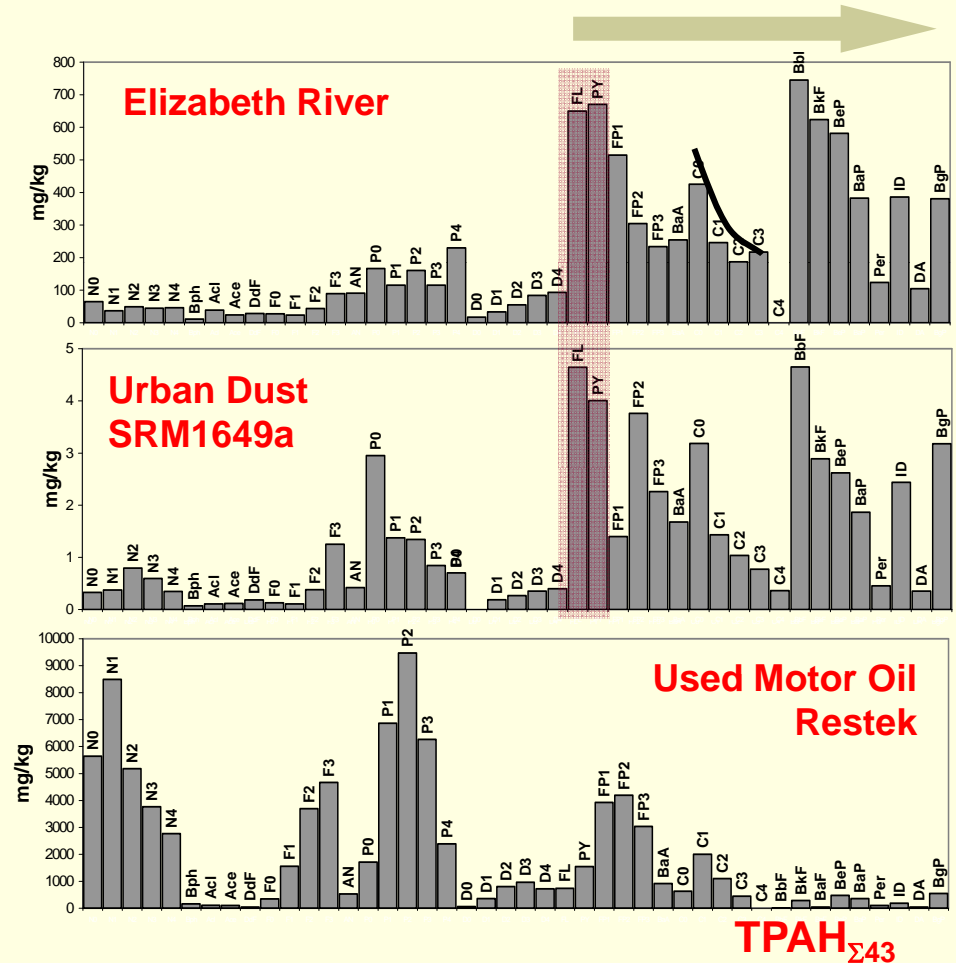 Elizabeth River
mg/kg
800
700
600
500
400
300
200
100
0
N0 N1 N2 N3 N4 Bph Acl Ace DdF F0 F1 F2 F3 AN P0 P1 P2 P3 P4 D0 D1 D2 D3 D4 FL PY FP1 FP2 FP3 BaA C0 C1 C2 C3 C4 BkF BeP BaP Per ID DA BgP
Urban Dust
SRM1649a
mg/kg
5
4
3
2
1
0
N0 N1 N2 N3 N4 Bph Acl Ace DdF F0 F1 F2 F3 AN P0 P1 P2 P3 D1 D2 D3 D4 FL PY FP1 FP2 FP3 BaA C0 C1 C2 C3 C4 BbF BkF BeP BaP Per ID DA BgP
Used Motor Oil
Restek
mg/kg
10000
9000
8000
7000
6000
5000
4000
3000
2000
1000
0
N0 N1 N2 N3 N4 Bph Acl Ace DdF F0 F1 F2 F3 AN P0 P1 P2 P3 P4 D0 D1 D2 D3 D4 FL PY FP1 FP2 FP3 BaA C0 C1 C2 C3 C4 BbF BkF BaF BeP BaP Per ID DA BgP
TPAHΣ43